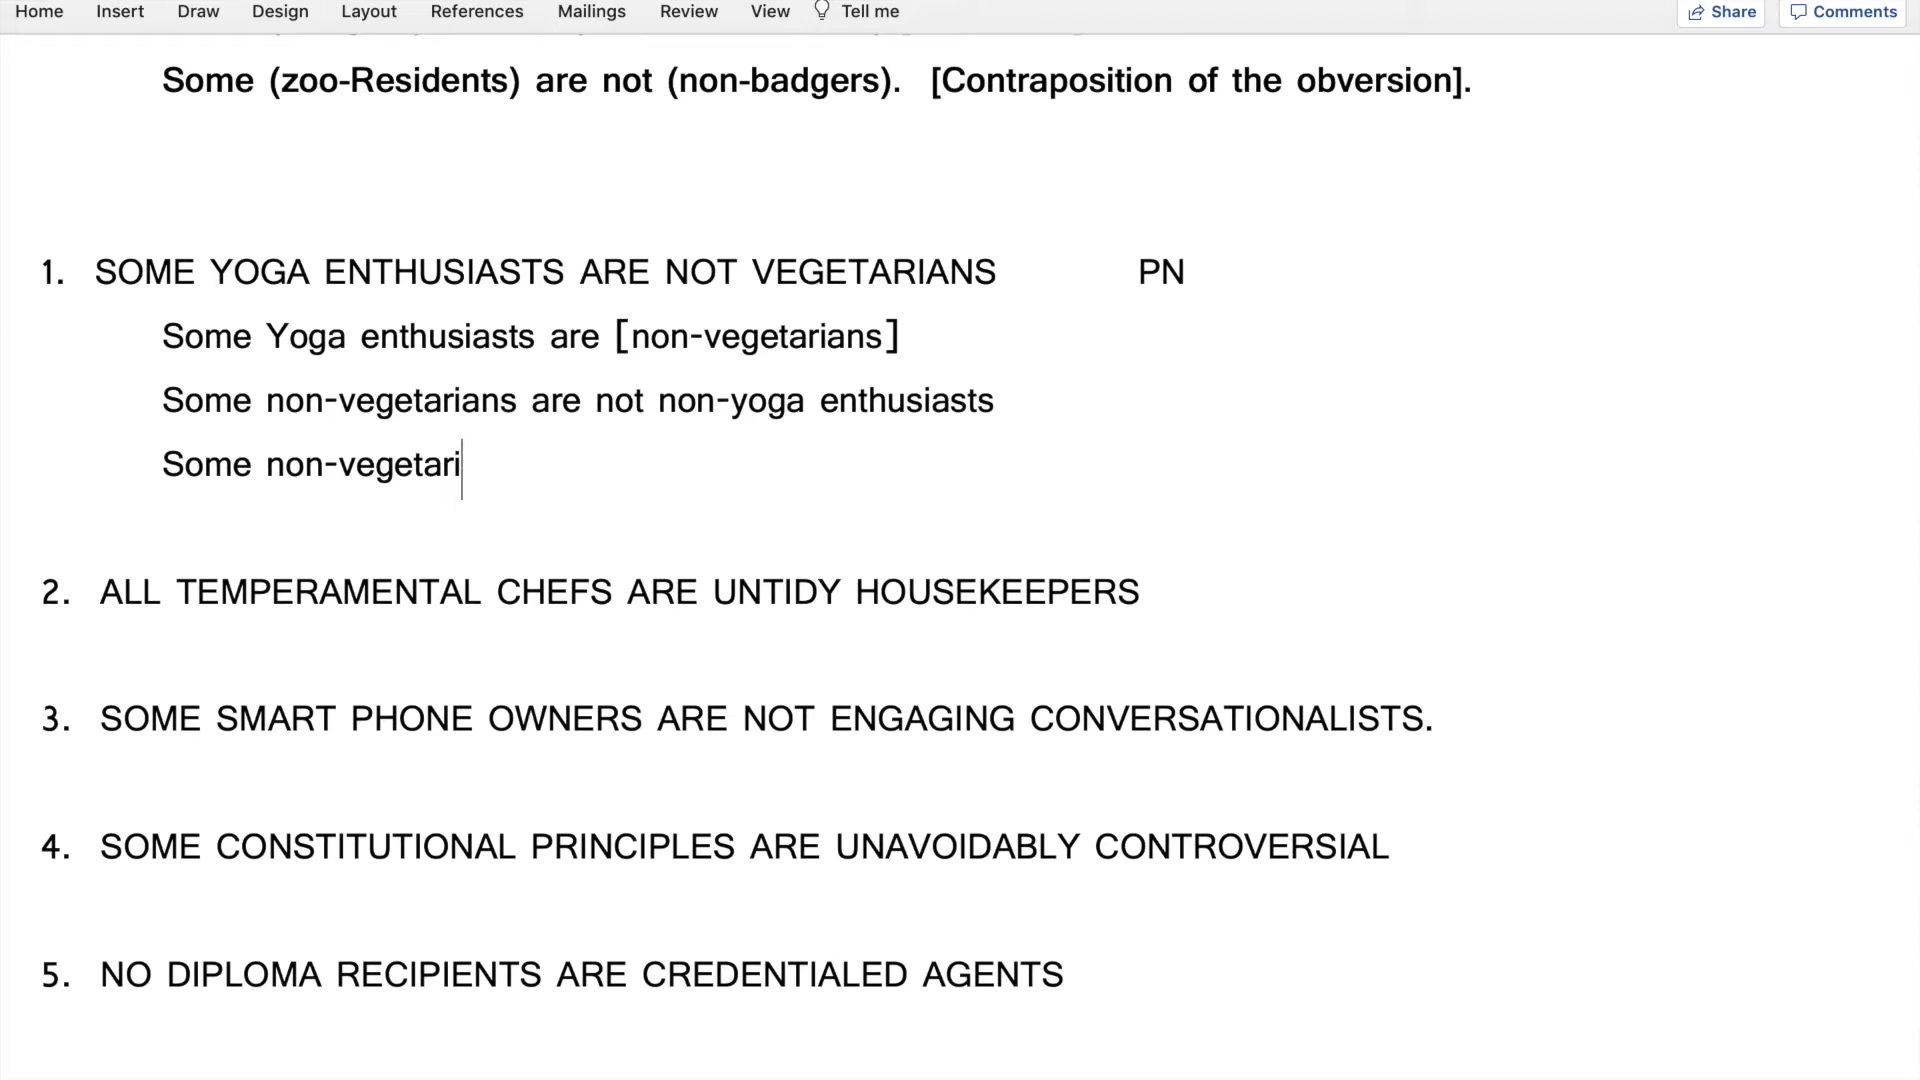 Home Insert Draw Design Layout References Mailings Review View Tell me Share Comments
Some (zoo-Residents) are not (non-badgers). [Contraposition of the obversion].
1. SOME YOGA ENTHUSIASTS ARE NOT VEGETARIANS PN
Some Yoga enthusiasts are [non-vegetarians]
Some non-vegetarians are not non-yoga enthusiasts
Some non-vegetari
2. ALL TEMPERAMENTAL CHEFS ARE UNTIDY HOUSEKEEPERS
3. SOME SMART PHONE OWNERS ARE NOT ENGAGING CONVERSATIONALISTS.
4. SOME CONSTITUTIONAL PRINCIPLES ARE UNAVOIDABLY CONTROVERSIAL
5. NO DIPLOMA RECIPIENTS ARE CREDENTIALED AGENTS